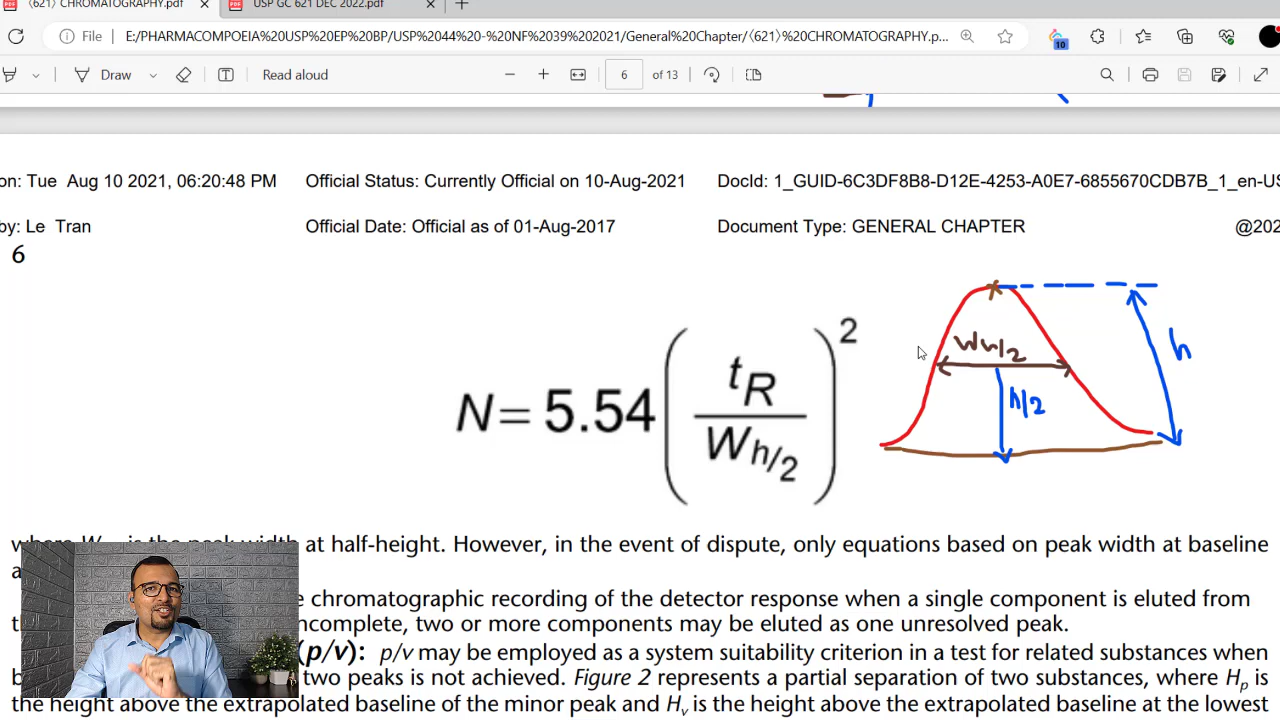 (621) CHROMATOGRAPHY.pdf
USP GC 621 DEC 2022.pdf
File E:/PHARMACOMPOEIA%20USP%20EP%20BP/USP%2044%20-%20NF%2039%202021/General%20Chapter/(621)%20CHROMATOGRAPHY.p...
10
Draw
Read aloud
6 of 13
on: Tue Aug 10 2021, 06:20:48 PM
Official Status: Currently Official on 10-Aug-2021
DocId: 1_GUID-6C3DF8B8-D12E-4253-A0E7-6855670CDB7B_1_en-US
by: Le Tran
Official Date: Official as of 01-Aug-2017
Document Type: GENERAL CHAPTER
@202
6
N = 5.54 (tR / Wh/2)2
Wh/2
h/2
h
at half-height. However, in the event of dispute, only equations based on peak width at baseline
a
e chromatographic recording of the detector response when a single component is eluted from
ncomplete, two or more components may be eluted as one unresolved peak.
(p/v): p/v may be employed as a system suitability criterion in a test for related substances when
two peaks is not achieved. Figure 2 represents a partial separation of two substances, where Hp is
the height above the extrapolated baseline of the minor peak and Hv is the height above the extrapolated baseline at the lowest